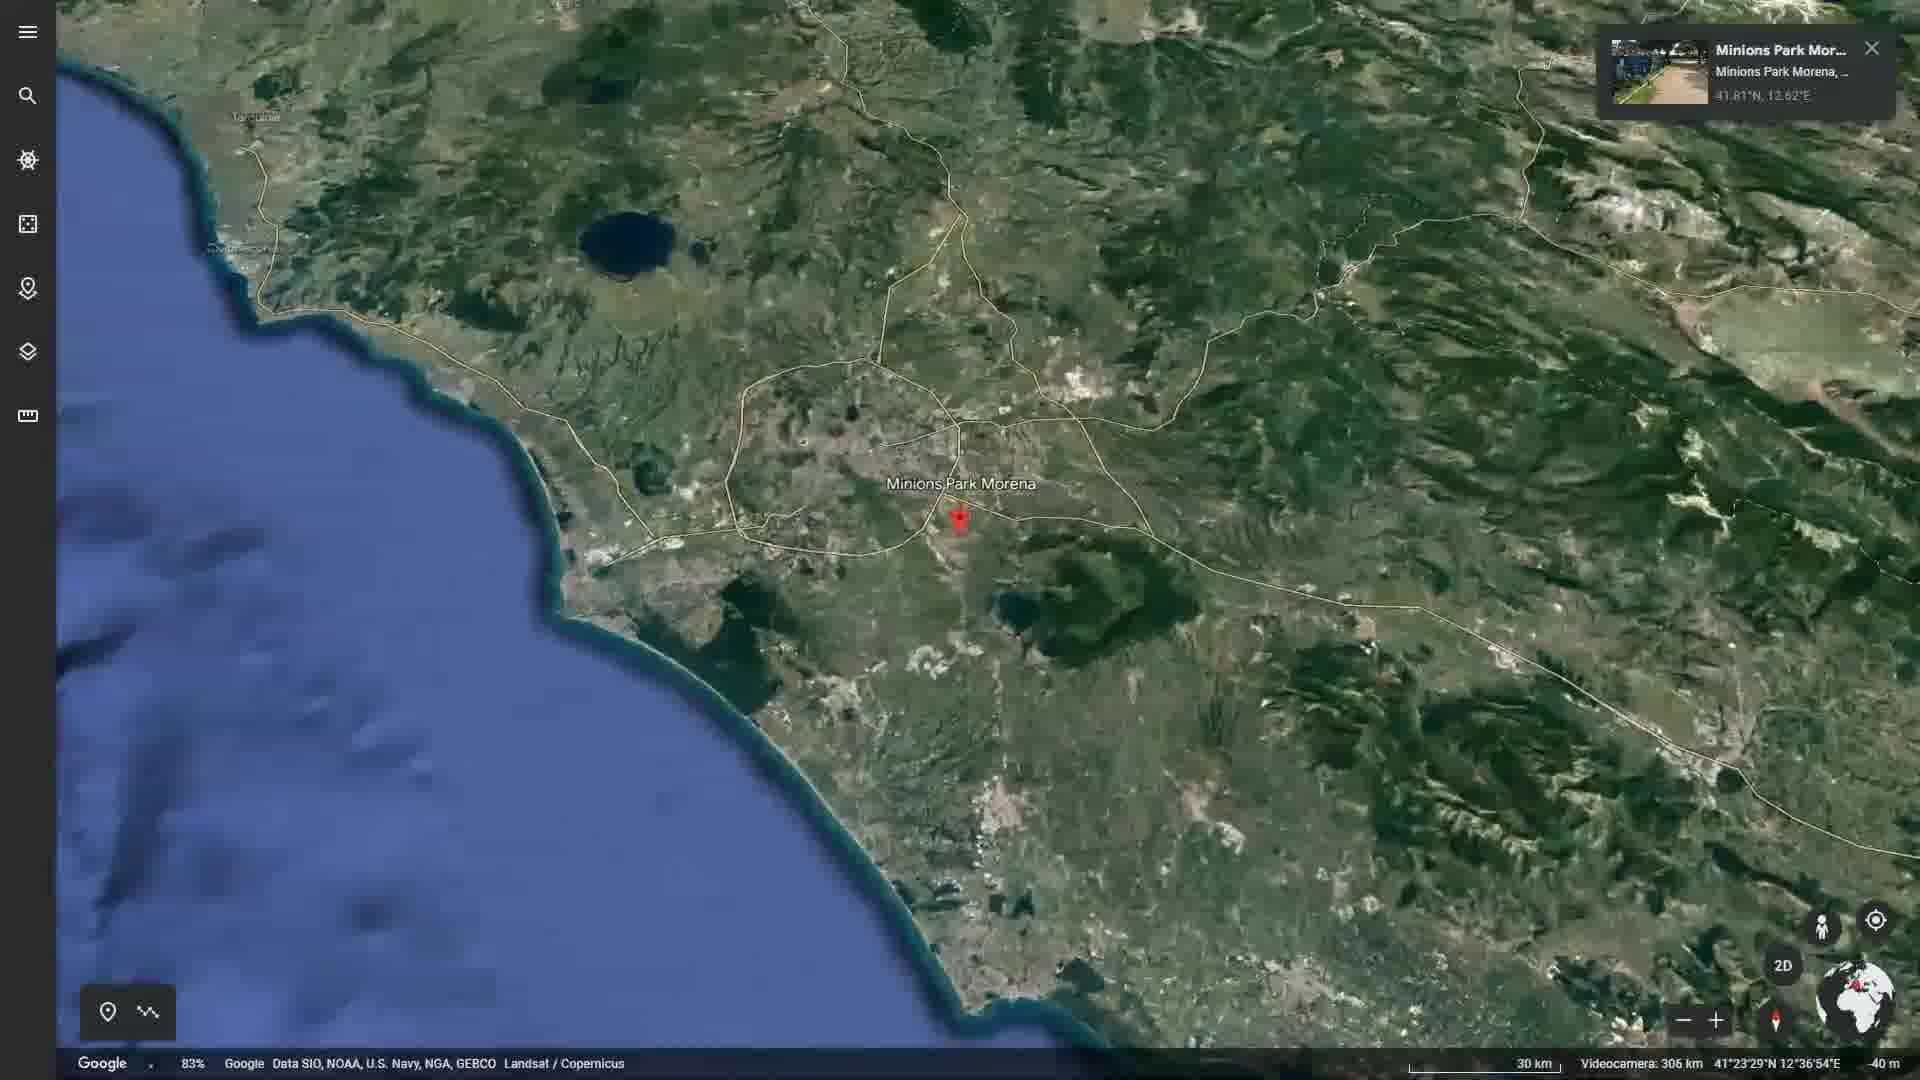 Minions Park Mor...
Minions Park Morena, ...
41.81°N, 12.62°E
Tarquinia
Minions Park Morena
2D
Google
83%
Google Data SIO, NOAA, U.S. Navy, NGA, GEBCO Landsat / Copernicus
30 km
Videocamera: 306 km 41°23'29"N 12°36'54"E
-40 m